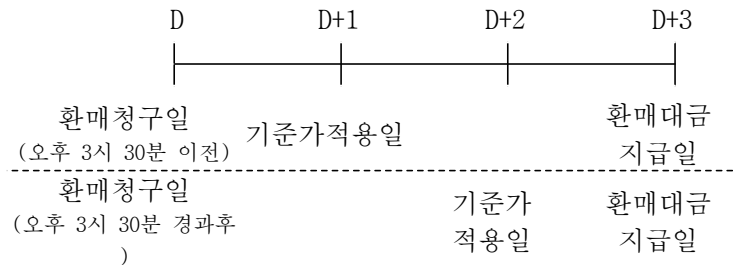 D D+1 D+2 D+3
환매청구일
(오후 3시 30분 이전)
기준가적용일
환매대금
지급일
환매청구일
(오후 3시 30분 경과후
)
기준가
적용일
환매대금
지급일